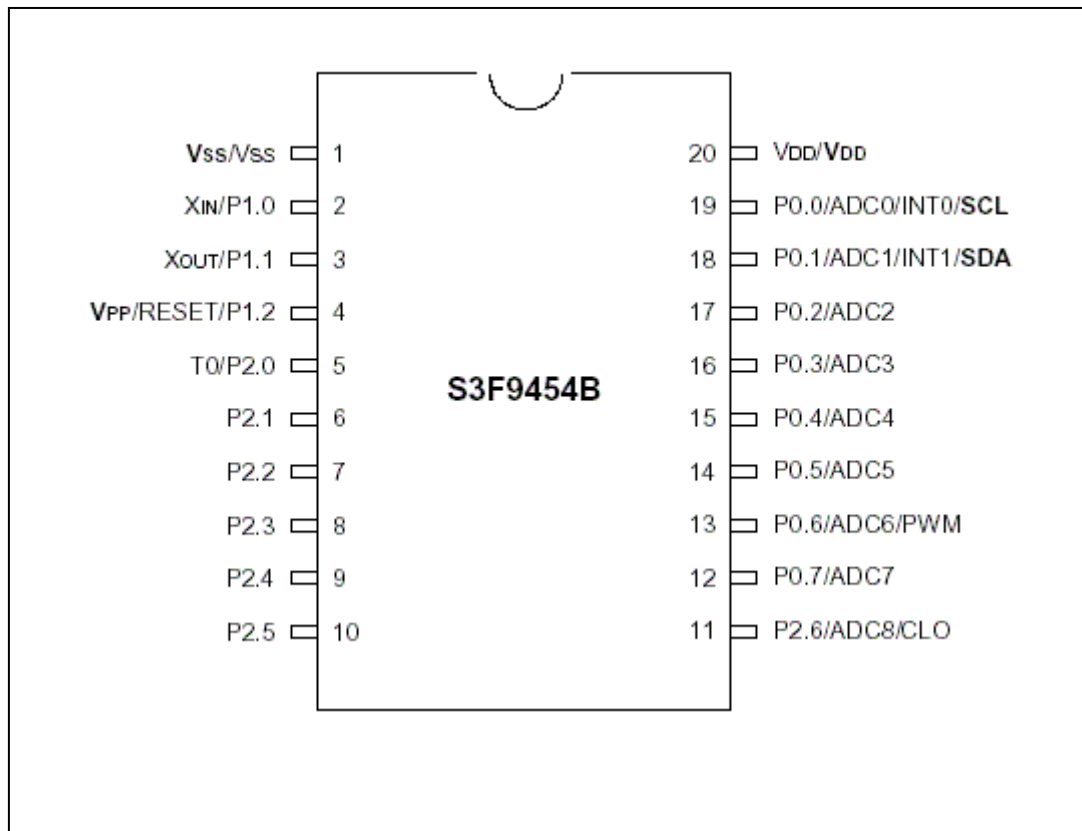 VSS/VSS 1 20 VDD/VDD
XIN/P1.0 2 19 P0.0/ADC0/INT0/SCL
XOUT/P1.1 3 18 P0.1/ADC1/INT1/SDA
VPP/RESET/P1.2 4 17 P0.2/ADC2
T0/P2.0 5 16 P0.3/ADC3
S3F9454B
P2.1 6 15 P0.4/ADC4
P2.2 7 14 P0.5/ADC5
P2.3 8 13 P0.6/ADC6/PWM
P2.4 9 12 P0.7/ADC7
P2.5 10 11 P2.6/ADC8/CLO